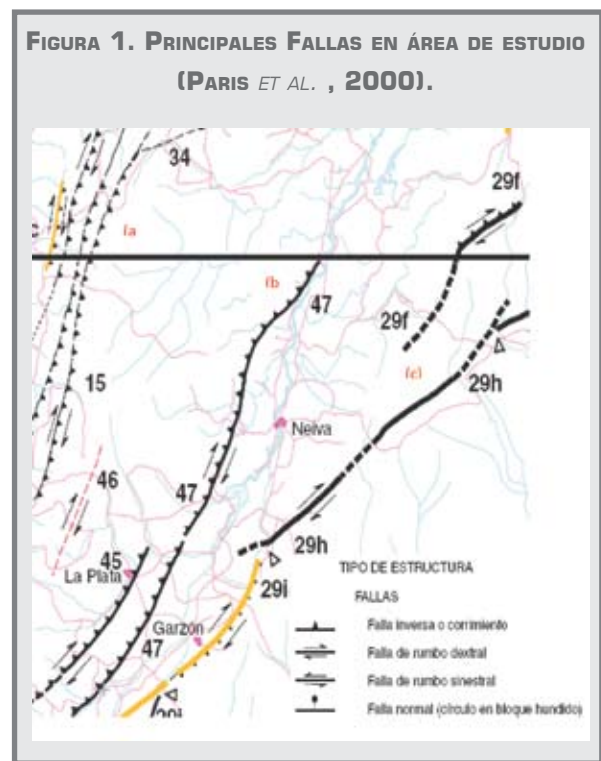 FIGURA 1. PRINCIPALES FALLAS EN ÁREA DE ESTUDIO
(PARIS ET AL. , 2000).
34
29f
(a
(b
47
29f
(c)
29h
15
Neiva
46
47
45
La Plata
29h
29i
Garzon
47
TIPO DE ESTRUCTURA
FALLAS
Falla inversa o corrimiento
Falla de rumbo dextral
Falla de rumbo sinestral
Falla normal (círculo en bloque hundido)